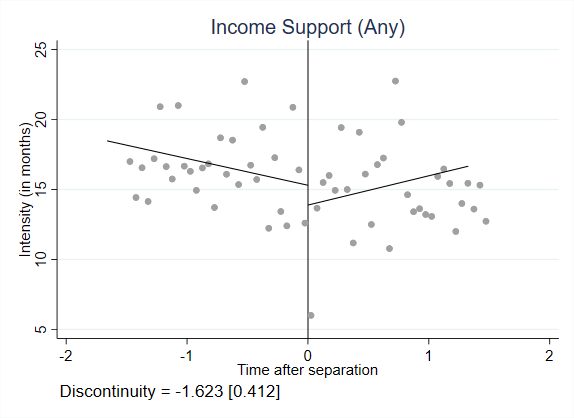 Income Support (Any)
Intensity (in months)
25
20
15
10
5
-2 -1 0 1 2
Time after separation
Discontinuity = -1.623 [0.412]